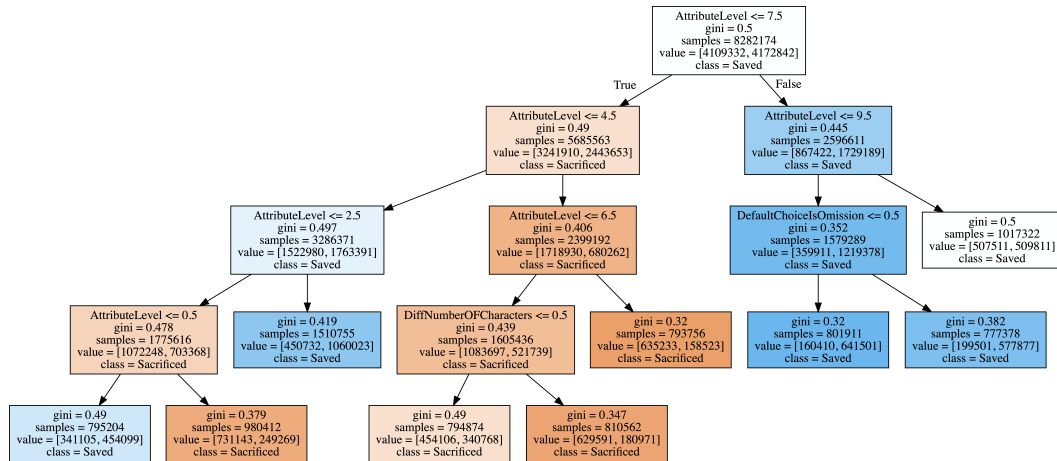 AttributeLevel <= 7.5
gini = 0.5
samples = 8282174
value = [4109332, 4172842]
class = Saved
True
False
AttributeLevel <= 4.5
gini = 0.49
samples = 5685563
value = [3241910, 2443653]
class = Sacrificed
AttributeLevel <= 9.5
gini = 0.445
samples = 2596611
value = [867422, 1729189]
class = Saved
AttributeLevel <= 2.5
gini = 0.497
samples = 3286371
value = [1522980, 1763391]
class = Saved
AttributeLevel <= 6.5
gini = 0.406
samples = 2399192
value = [1718930, 680262]
class = Sacrificed
DefaultChoiceIsOmission <= 0.5
gini = 0.352
samples = 1579289
value = [359911, 1219378]
class = Saved
gini = 0.5
samples = 1017322
value = [507511, 509811]
class = Saved
AttributeLevel <= 0.5
gini = 0.478
samples = 1775616
value = [1072248, 703368]
class = Sacrificed
gini = 0.419
samples = 1510755
value = [450732, 1060023]
class = Saved
DiffNumberOFCharacters <= 0.5
gini = 0.439
samples = 1605436
value = [1083697, 521739]
class = Sacrificed
gini = 0.32
samples = 793756
value = [635233, 158523]
class = Sacrificed
gini = 0.32
samples = 801911
value = [160410, 641501]
class = Saved
gini = 0.382
samples = 777378
value = [199501, 577877]
class = Saved
gini = 0.49
samples = 795204
value = [341105, 454099]
class = Saved
gini = 0.379
samples = 980412
value = [731143, 249269]
class = Sacrificed
gini = 0.49
samples = 794874
value = [454106, 340768]
class = Sacrificed
gini = 0.347
samples = 810562
value = [629591, 180971]
class = Sacrificed